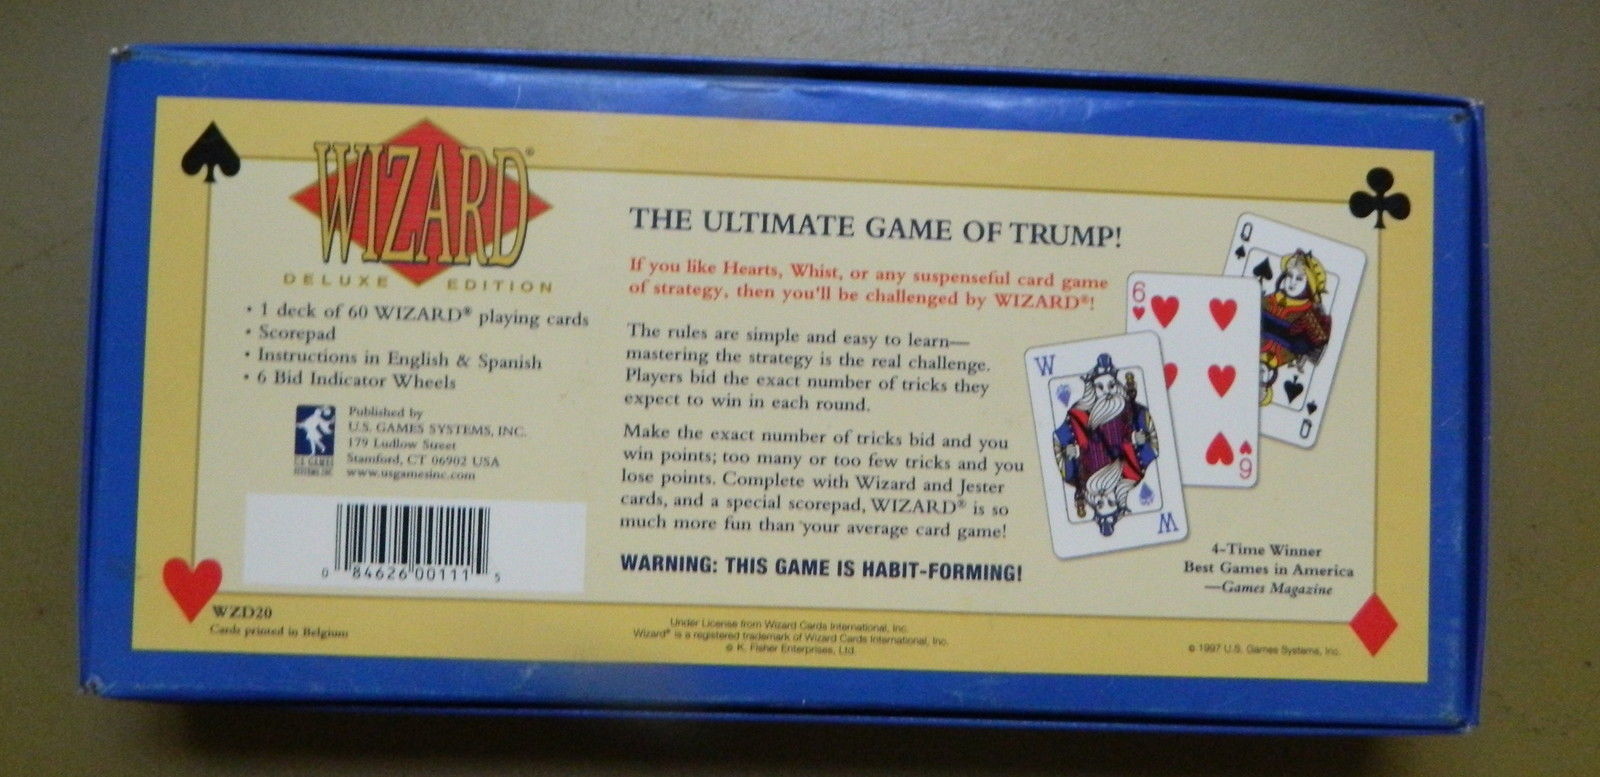 WIZARD®
DELUXE EDITION
• 1 deck of 60 WIZARD® playing cards
• Scorepad
• Instructions in English & Spanish
• 6 Bid Indicator Wheels
U.S. GAMES
SYSTEMS, INC.
Published by
U.S. GAMES SYSTEMS, INC.
179 Ludlow Street
Stamford, CT 06902 USA
www.usgamesinc.com
0 84626 00111 5
WZD20
Cards printed in Belgium
THE ULTIMATE GAME OF TRUMP!
If you like Hearts, Whist, or any suspenseful card game
of strategy, then you'll be challenged by WIZARD®!
The rules are simple and easy to learn—
mastering the strategy is the real challenge.
Players bid the exact number of tricks they
expect to win in each round.
Make the exact number of tricks bid and you
win points; too many or too few tricks and you
lose points. Complete with Wizard and Jester
cards, and a special scorepad, WIZARD® is so
much more fun than your average card game!
WARNING: THIS GAME IS HABIT-FORMING!
Under License from Wizard Cards International, Inc.
Wizard® is a registered trademark of Wizard Cards International, Inc.
© K. Fisher Enterprises, Ltd.
Q
6
W
W
6
Q
4-Time Winner
Best Games in America
—Games Magazine
© 1997 U.S. Games Systems, Inc.